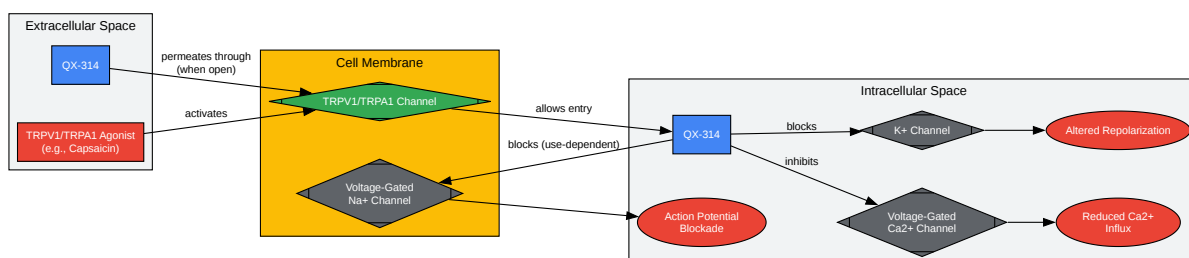 Extracellular Space
QX-314
TRPV1/TRPA1 Agonist
(e.g., Capsaicin)
permeates through
(when open)
activates
Cell Membrane
TRPV1/TRPA1 Channel
Voltage-Gated
Na+ Channel
allows entry
blocks (use-dependent)
Intracellular Space
QX-314
blocks
inhibits
K+ Channel
Altered Repolarization
Action Potential
Blockade
Voltage-Gated
Ca2+ Channel
Reduced Ca2+
Influx